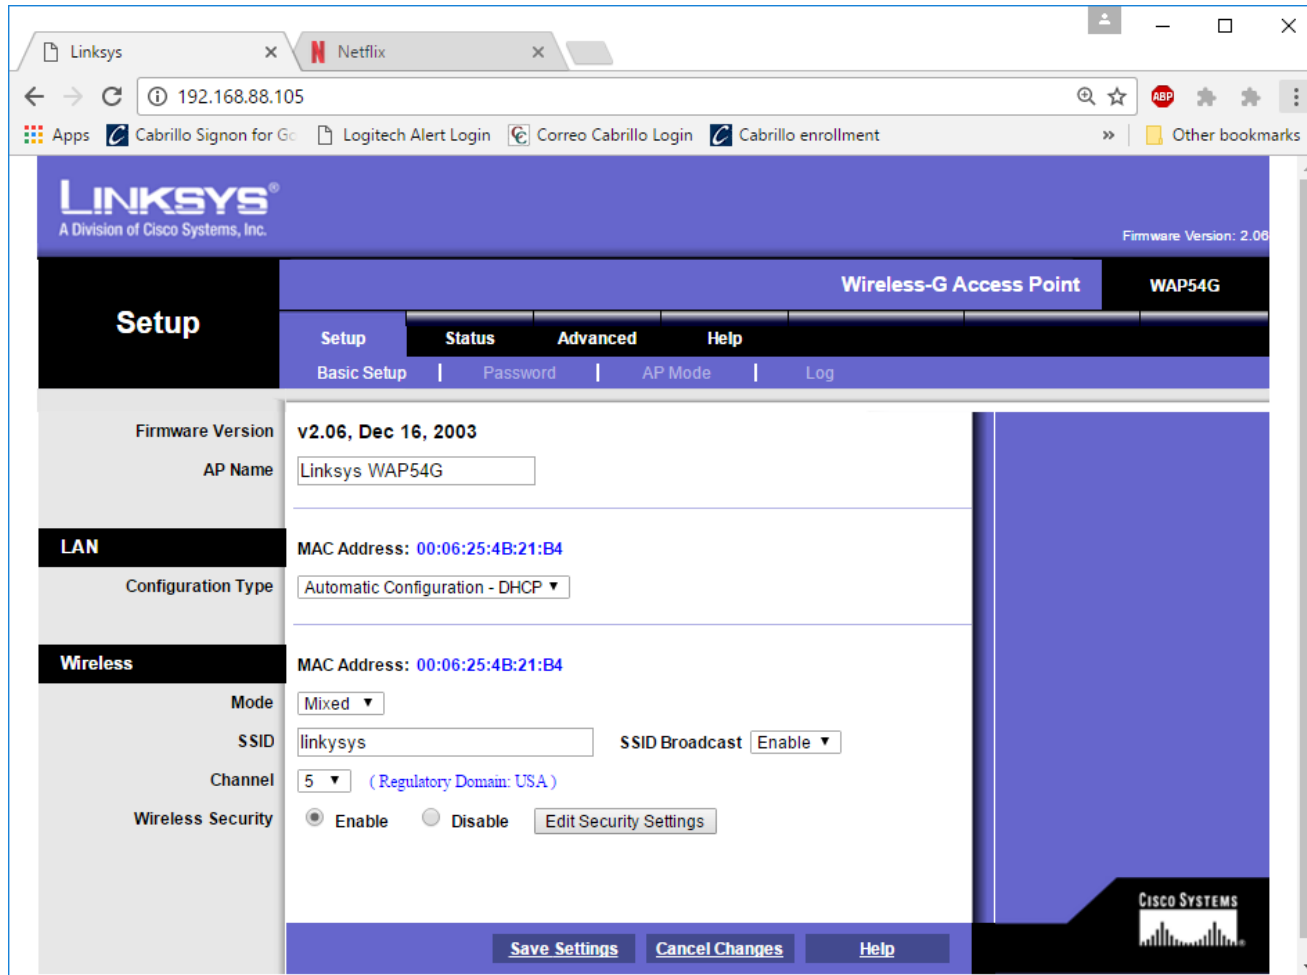 Linksys
Netflix
192.168.88.105
ABP
Apps Cabrillo Signon for Go Logitech Alert Login Correo Cabrillo Login Cabrillo enrollment » Other bookmarks
LINKSYS®
A Division of Cisco Systems, Inc.
Firmware Version: 2.06
Wireless-G Access Point WAP54G
Setup
Setup Status Advanced Help
Basic Setup | Password | AP Mode | Log
Firmware Version v2.06, Dec 16, 2003
AP Name Linksys WAP54G
LAN MAC Address: 00:06:25:4B:21:B4
Configuration Type Automatic Configuration - DHCP
Wireless MAC Address: 00:06:25:4B:21:B4
Mode Mixed
SSID linkysys SSID Broadcast Enable
Channel 5 ( Regulatory Domain: USA )
Wireless Security Enable Disable Edit Security Settings
CISCO SYSTEMS
Save Settings Cancel Changes Help